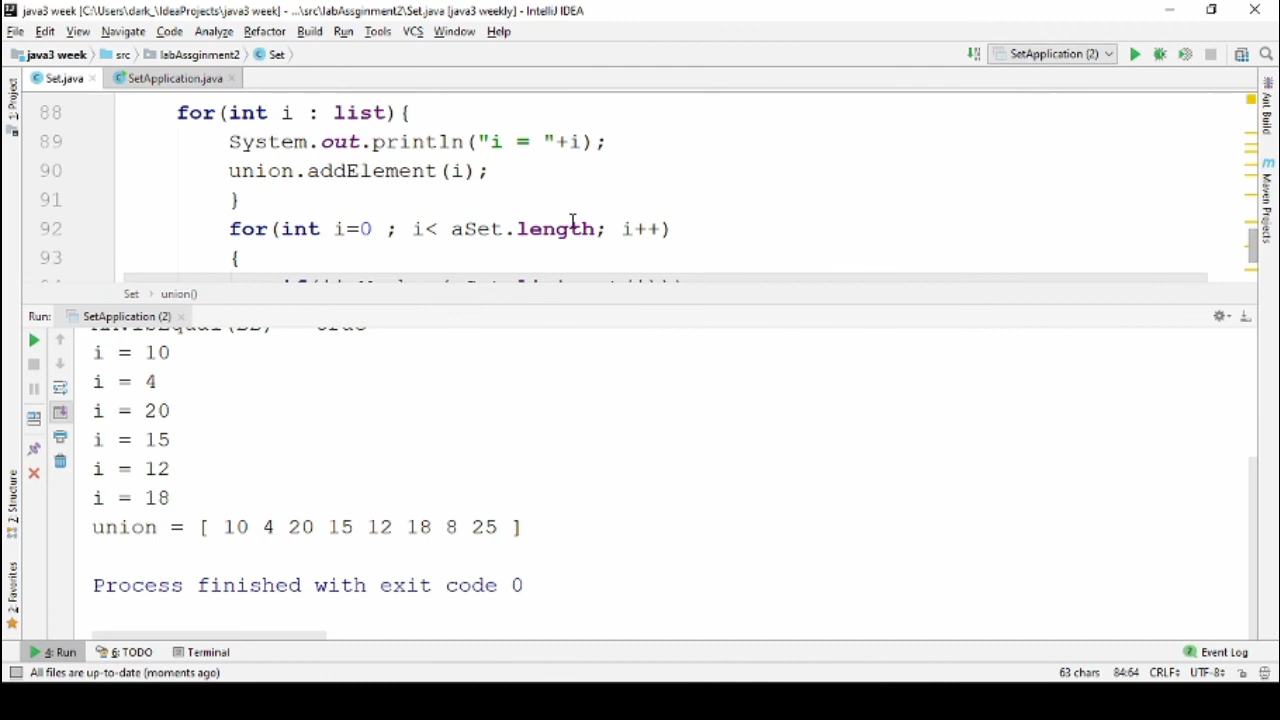 java3 week [C:\Users\dark_\IdeaProjects\java3 week] - ...\src\labAssginment2\Set.java [java3 weekly] - IntelliJ IDEA
File Edit View Navigate Code Analyze Refactor Build Run Tools VCS Window Help
java3 week src labAssginment2 Set SetApplication (2)
Set.java SetApplication.java
1: Project
Ant Build
Maven Projects
88 for(int i : list){
89 System.out.println("i = "+i);
90 union.addElement(i);
91 }
92 for(int i=0 ; i< aSet.length; i++)
93 {
Set union()
Run: SetApplication (2)
i = 10
i = 4
i = 20
i = 15
i = 12
i = 18
union = [ 10 4 20 15 12 18 8 25 ]
Process finished with exit code 0
7: Structure
2: Favorites
4: Run 6: TODO Terminal Event Log
All files are up-to-date (moments ago) 63 chars 84:64 CRLF UTF-8